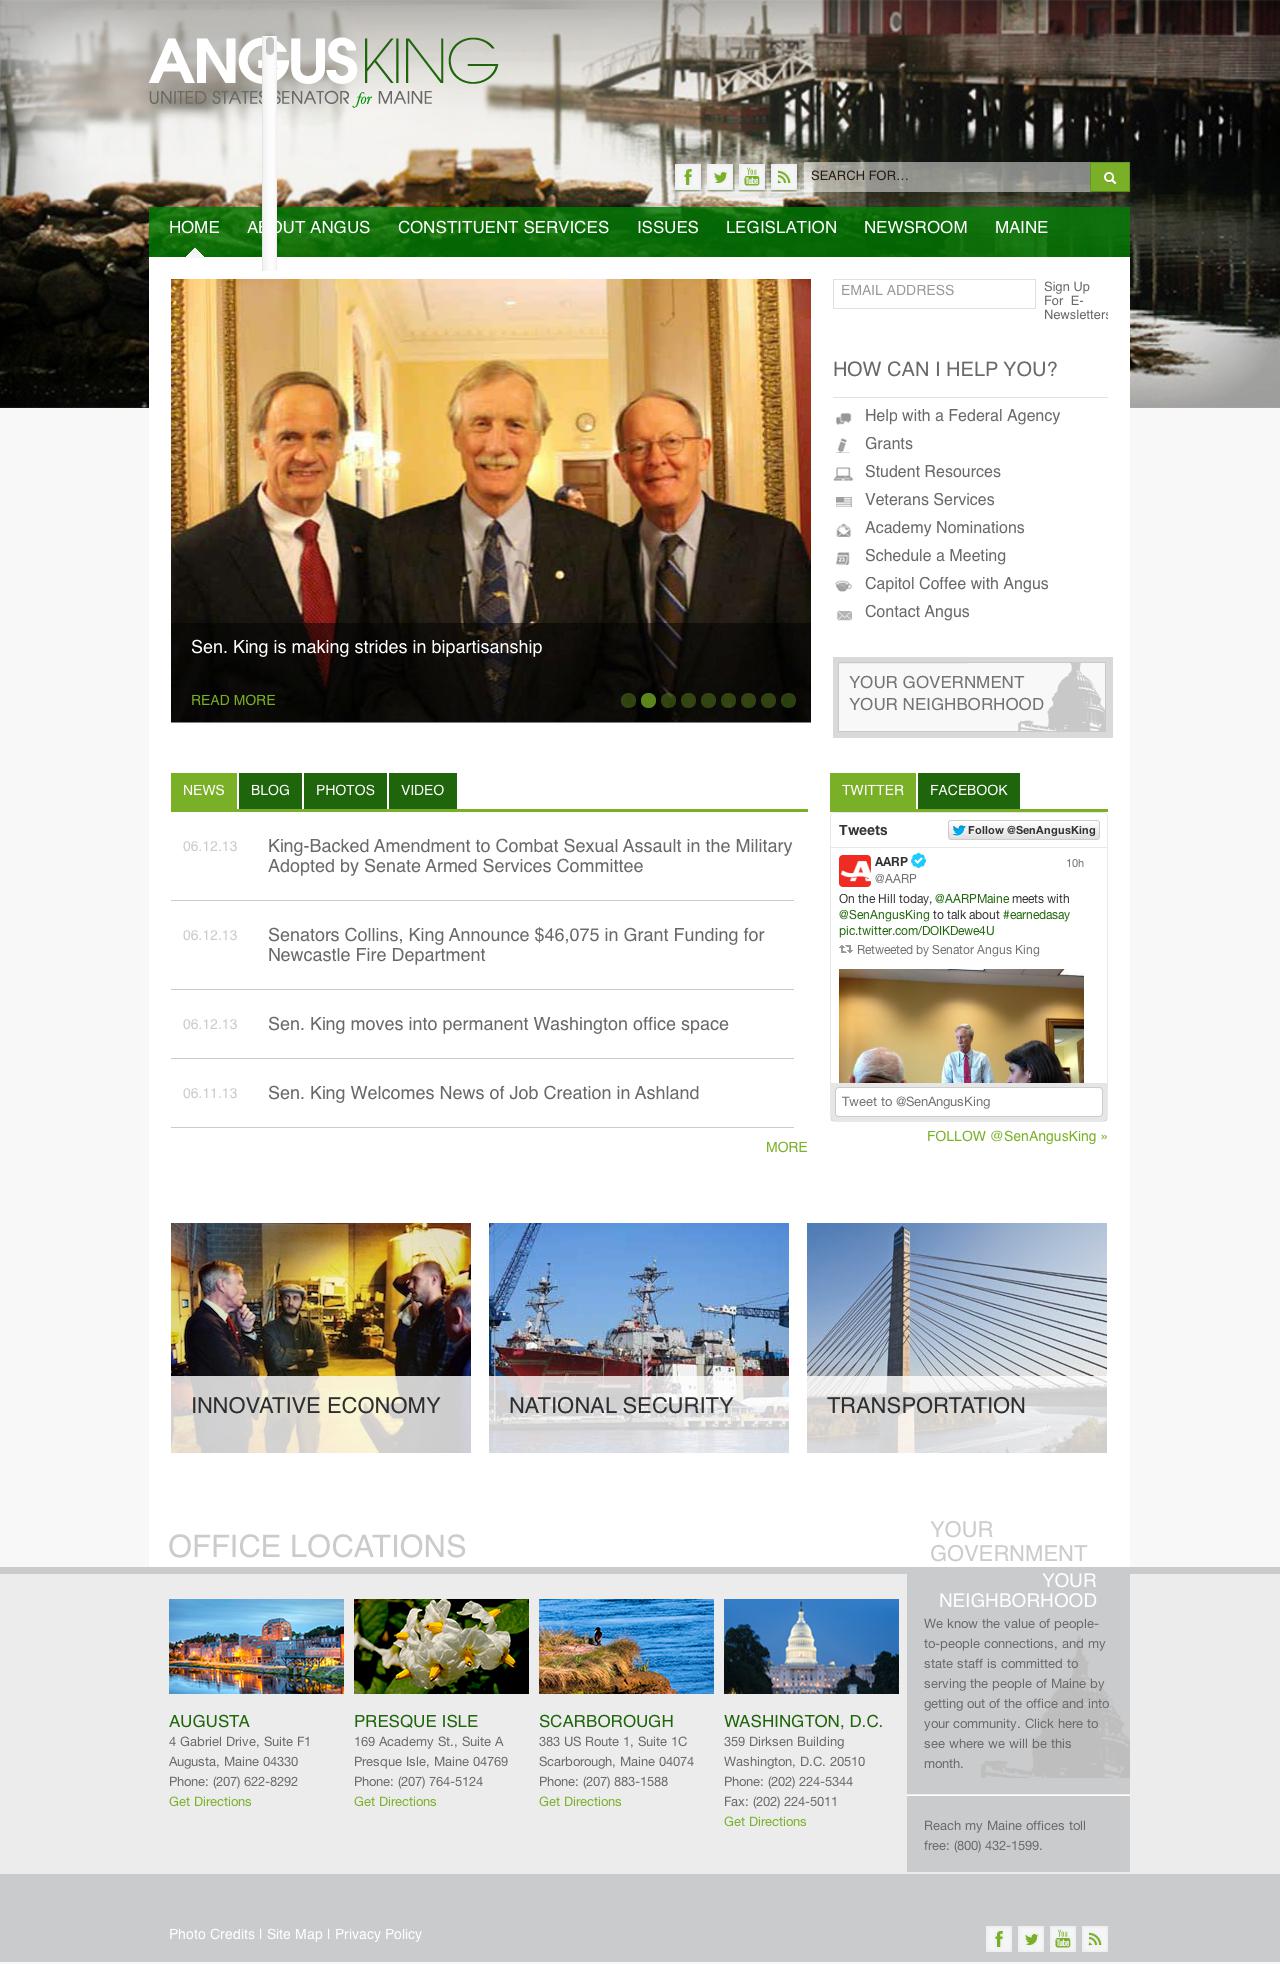 ANGUS KING
UNITED STATES SENATOR for MAINE
SEARCH FOR...
HOME ABOUT ANGUS CONSTITUENT SERVICES ISSUES LEGISLATION NEWSROOM MAINE
EMAIL ADDRESS
Sign Up
For E-
Newsletters
HOW CAN I HELP YOU?
Help with a Federal Agency
Grants
Student Resources
Veterans Services
Academy Nominations
Schedule a Meeting
Capitol Coffee with Angus
Contact Angus
Sen. King is making strides in bipartisanship
READ MORE
YOUR GOVERNMENT
YOUR NEIGHBORHOOD
NEWS BLOG PHOTOS VIDEO
06.12.13 King-Backed Amendment to Combat Sexual Assault in the Military
Adopted by Senate Armed Services Committee
06.12.13 Senators Collins, King Announce $46,075 in Grant Funding for
Newcastle Fire Department
06.12.13 Sen. King moves into permanent Washington office space
06.11.13 Sen. King Welcomes News of Job Creation in Ashland
MORE
TWITTER FACEBOOK
Tweets Follow @SenAngusKing
AARP 10h
@AARP
On the Hill today, @AARPMaine meets with
@SenAngusKing to talk about #earnedasay
pic.twitter.com/DOIKDewe4U
Retweeted by Senator Angus King
Tweet to @SenAngusKing
FOLLOW @SenAngusKing »
INNOVATIVE ECONOMY
NATIONAL SECURITY
TRANSPORTATION
OFFICE LOCATIONS
AUGUSTA
4 Gabriel Drive, Suite F1
Augusta, Maine 04330
Phone: (207) 622-8292
Get Directions
PRESQUE ISLE
169 Academy St., Suite A
Presque Isle, Maine 04769
Phone: (207) 764-5124
Get Directions
SCARBOROUGH
383 US Route 1, Suite 1C
Scarborough, Maine 04074
Phone: (207) 883-1588
Get Directions
WASHINGTON, D.C.
359 Dirksen Building
Washington, D.C. 20510
Phone: (202) 224-5344
Fax: (202) 224-5011
Get Directions
YOUR
GOVERNMENT
YOUR
NEIGHBORHOOD
We know the value of people-
to-people connections, and my
state staff is committed to
serving the people of Maine by
getting out of the office and into
your community. Click here to
see where we will be this
month.
Reach my Maine offices toll
free: (800) 432-1599.
Photo Credits | Site Map | Privacy Policy